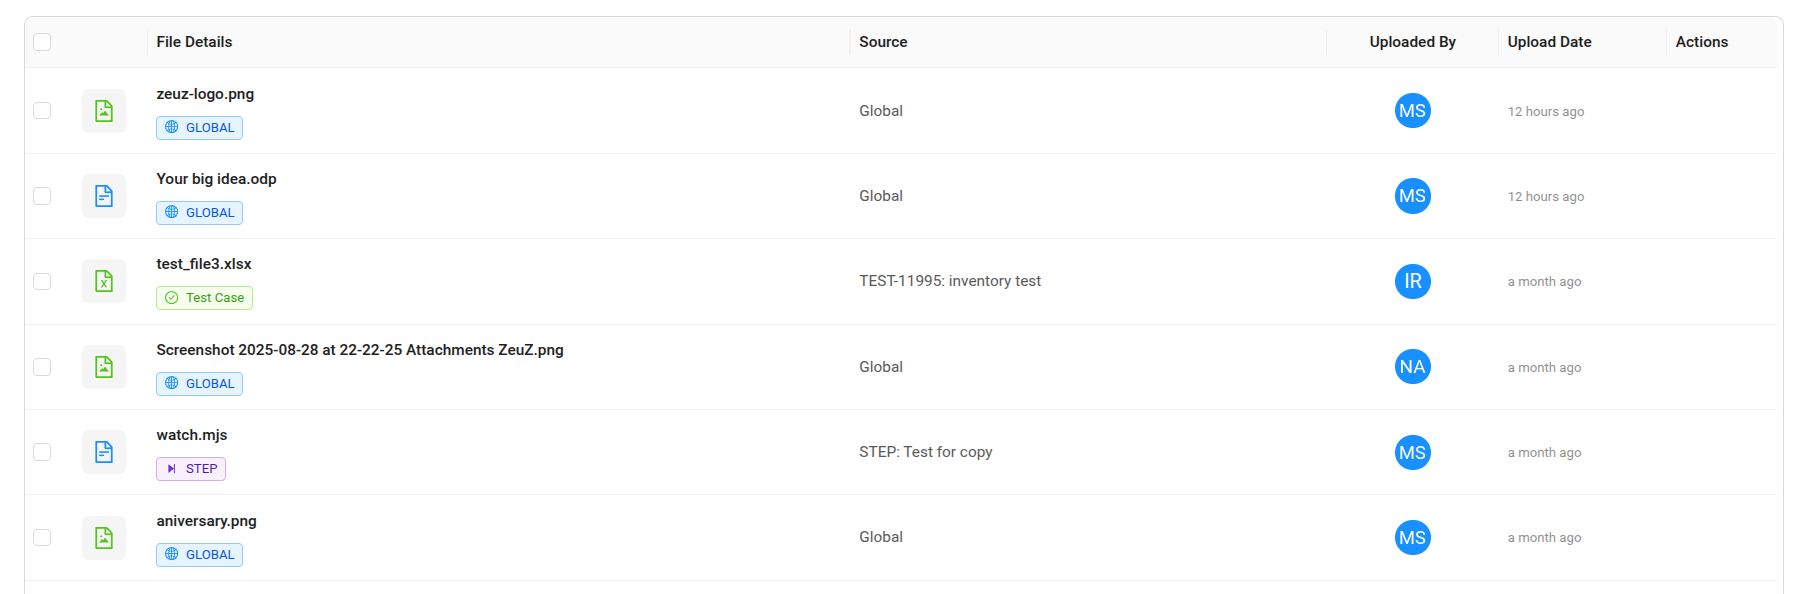 File Details Source Uploaded By Upload Date Actions
zeuz-logo.png
GLOBAL
Global
MS
12 hours ago
Your big idea.odp
GLOBAL
Global
MS
12 hours ago
test_file3.xlsx
Test Case
TEST-11995: inventory test
IR
a month ago
Screenshot 2025-08-28 at 22-22-25 Attachments ZeuZ.png
GLOBAL
Global
NA
a month ago
watch.mjs
STEP
STEP: Test for copy
MS
a month ago
aniversary.png
GLOBAL
Global
MS
a month ago